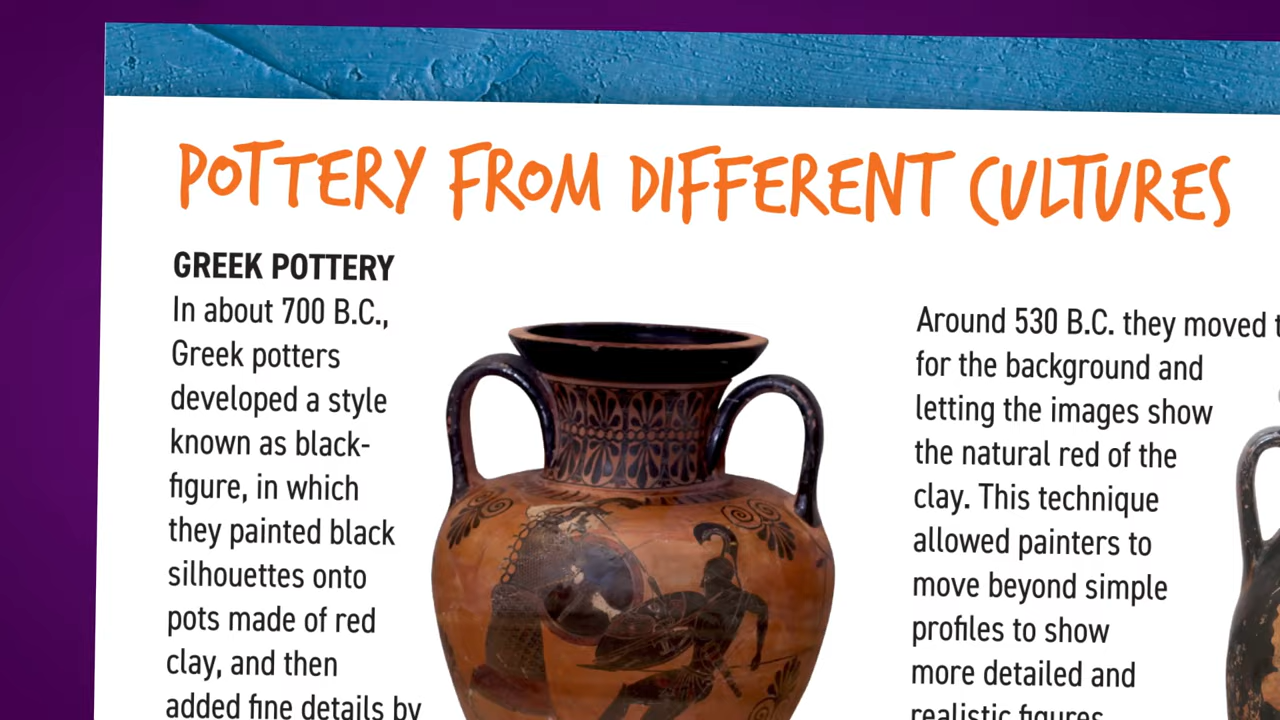 POTTERY FROM DIFFERENT CULTURES
GREEK POTTERY
In about 700 B.C.,
Greek potters
developed a style
known as black-
figure, in which
they painted black
silhouettes onto
pots made of red
clay, and then
added fine details by
Around 530 B.C. they moved
for the background and
letting the images show
the natural red of the
clay. This technique
allowed painters to
move beyond simple
profiles to show
more detailed and
realistic figures